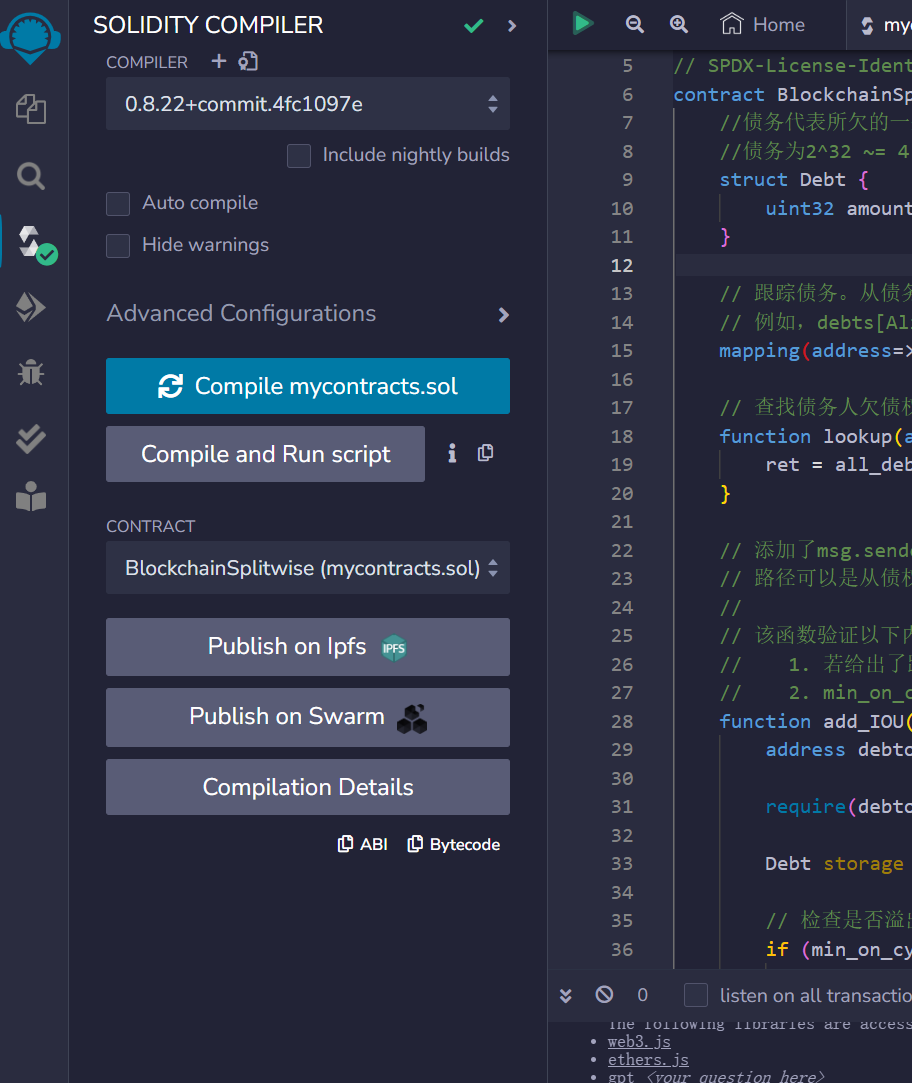 SOLIDITY COMPILER
COMPILER
0.8.22+commit.4fc1097e
Include nightly builds
Auto compile
Hide warnings
Advanced Configurations
Compile mycontracts.sol
Compile and Run script
CONTRACT
BlockchainSplitwise (mycontracts.sol)
Publish on Ipfs
IPFS
Publish on Swarm
Compilation Details
ABI
Bytecode
Home
5 // SPDX-License-Ident
6 contract BlockchainSp
7 //债务代表所欠的一
8 //债务为2^32 ~= 4
9 struct Debt {
10 uint32 amount
11 }
12
13 // 跟踪债务。从债务
14 // 例如，debts[Al
15 mapping(address=>
16
17 // 查找债务人欠债权
18 function lookup(a
19 ret = all_deb
20 }
21
22 // 添加了msg.sende
23 // 路径可以是从债权
24 //
25 // 该函数验证以下内
26 // 1. 若给出了
27 // 2. min_on_c
28 function add_IOU(
29 address debto
30
31 require(debto
32
33 Debt storage
34
35 // 检查是否溢出
36 if (min_on_cy
0
listen on all transactio
The following libraries are access
• web3.js
• ethers.js
• gpt <your question here>